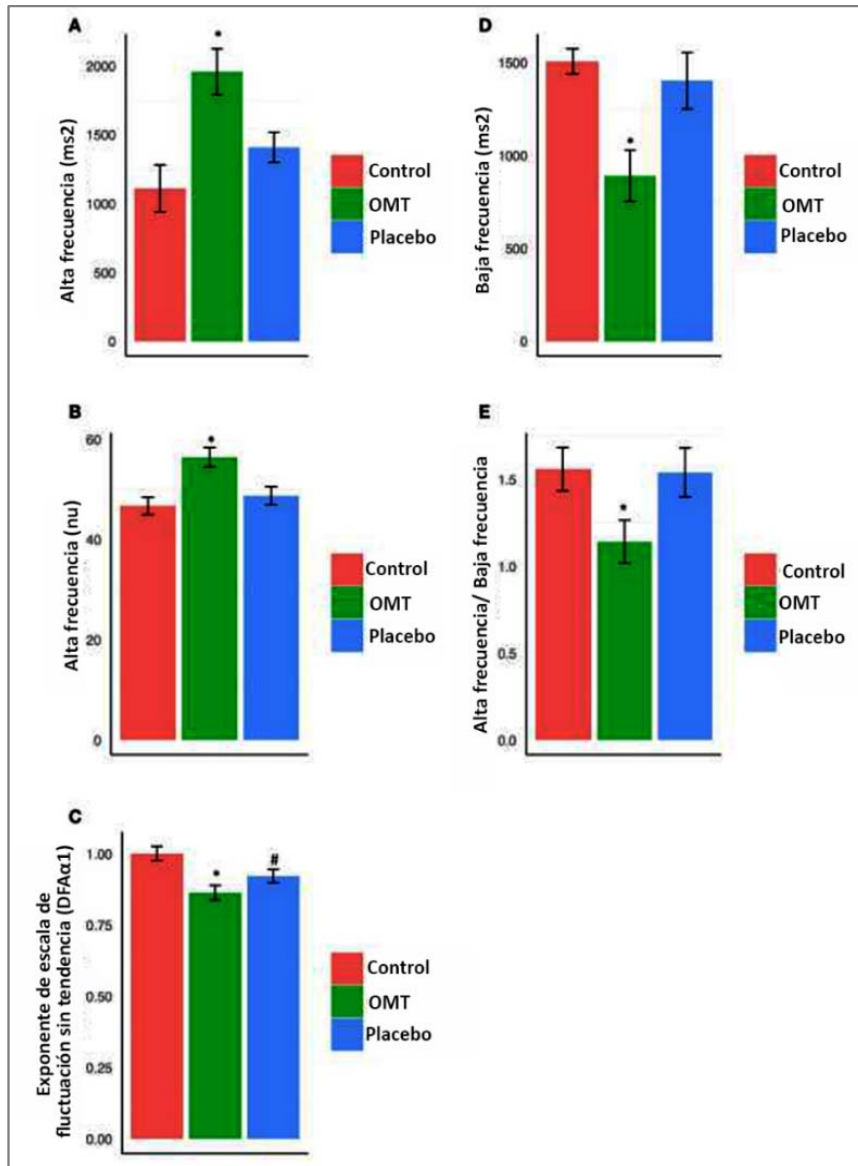 A
Alta frecuencia (ms2)
2000
1500
1000
500
0
*
Control
OMT
Placebo
D
Baja frecuencia (ms2)
1500
1000
500
0
*
Control
OMT
Placebo
B
Alta frecuencia (nu)
60
40
20
0
*
Control
OMT
Placebo
E
Alta frecuencia/ Baja frecuencia
1.5
1.0
0.5
0.0
*
Control
OMT
Placebo
C
Exponente de escala de
fluctuación sin tendencia (DFAα1)
1.00
0.75
0.50
0.25
0.00
*
#
Control
OMT
Placebo